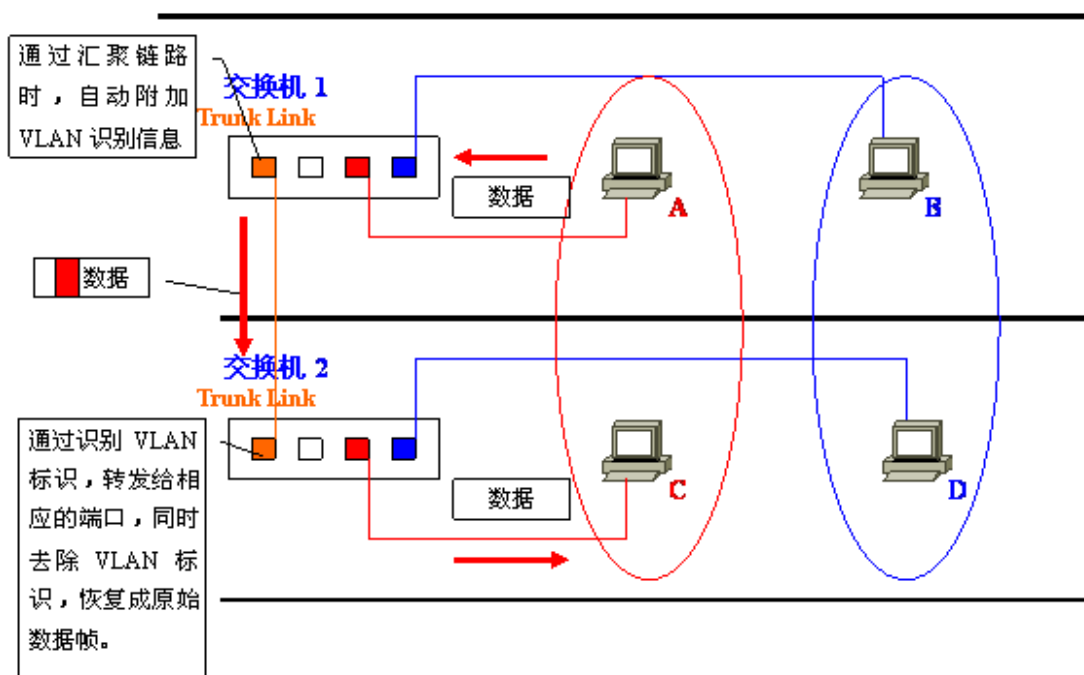 通过汇聚链路
时，自动附加
VLAN 识别信息
交换机 1
Trunk Link
数据
A
B
数据
交换机 2
Trunk Link
通过识别 VLAN
标识，转发给相
应的端口，同时
去除 VLAN 标
识，恢复成原始
数据帧。
数据
C
D